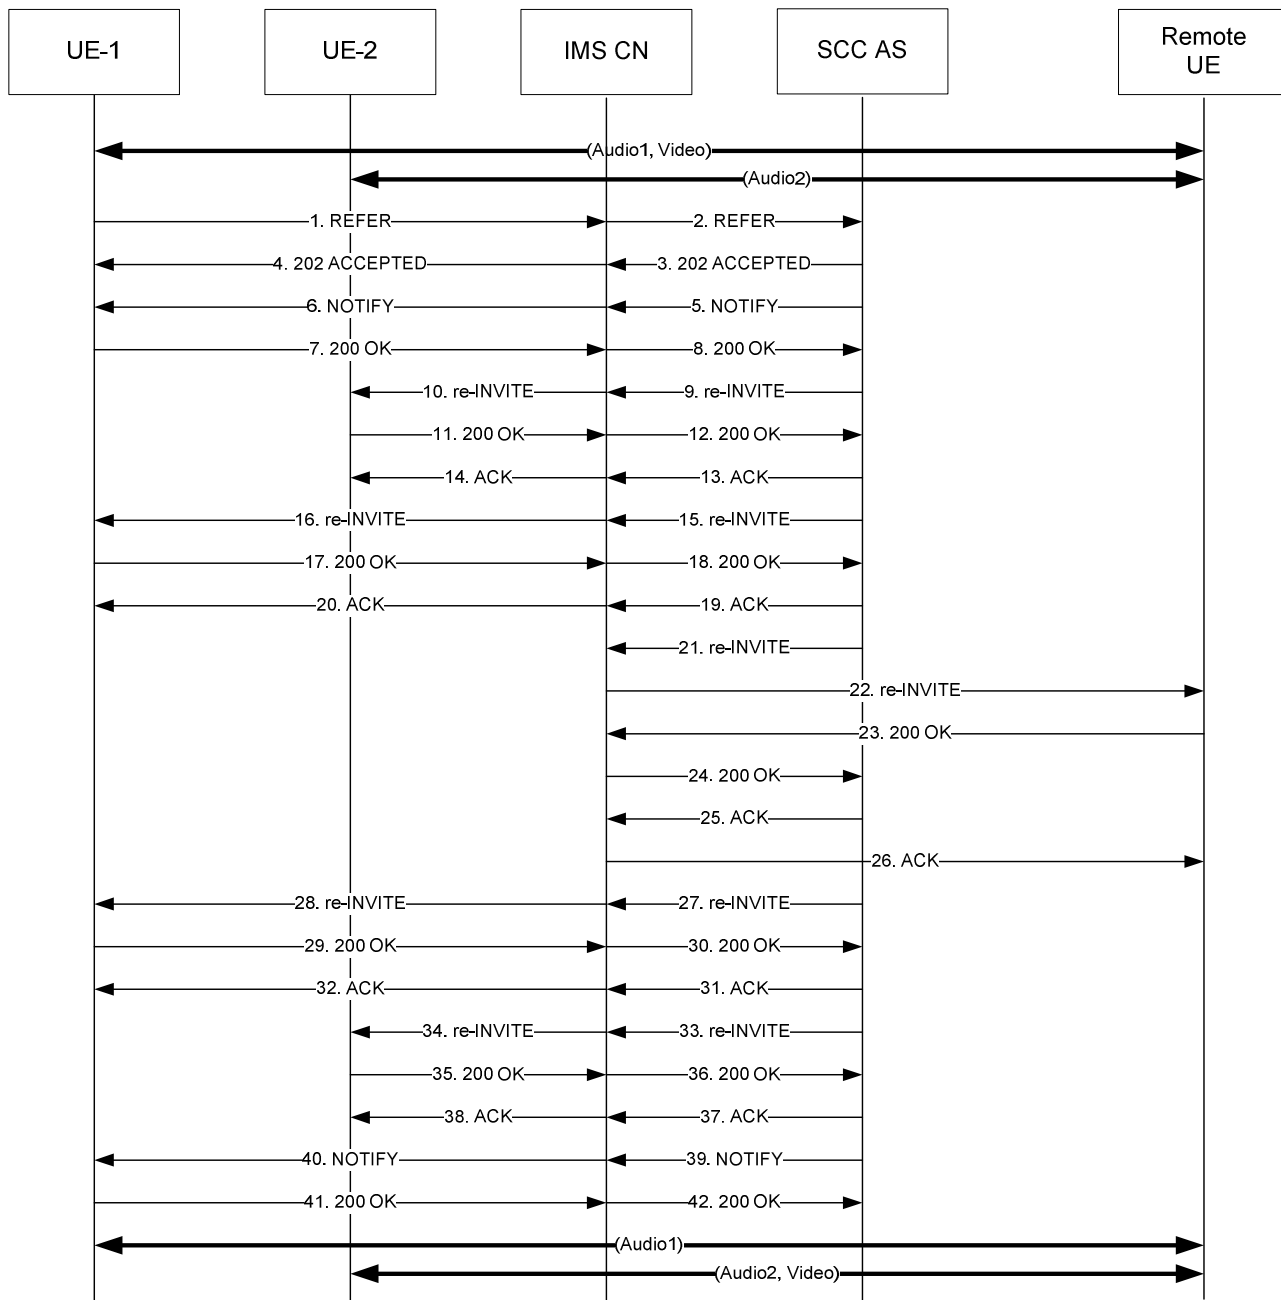 UE-1
UE-2
IMS CN
SCC AS
Remote
UE
(Audio1, Video)
(Audio2)
1. REFER
2. REFER
4. 202 ACCEPTED
3. 202 ACCEPTED
6. NOTIFY
5. NOTIFY
7. 200 OK
8. 200 OK
10. re-INVITE
9. re-INVITE
11. 200 OK
12. 200 OK
14. ACK
13. ACK
16. re-INVITE
15. re-INVITE
17. 200 OK
18. 200 OK
20. ACK
19. ACK
21. re-INVITE
22. re-INVITE
23. 200 OK
24. 200 OK
25. ACK
26. ACK
28. re-INVITE
27. re-INVITE
29. 200 OK
30. 200 OK
32. ACK
31. ACK
34. re-INVITE
33. re-INVITE
35. 200 OK
36. 200 OK
38. ACK
37. ACK
40. NOTIFY
39. NOTIFY
41. 200 OK
42. 200 OK
(Audio1)
(Audio2, Video)